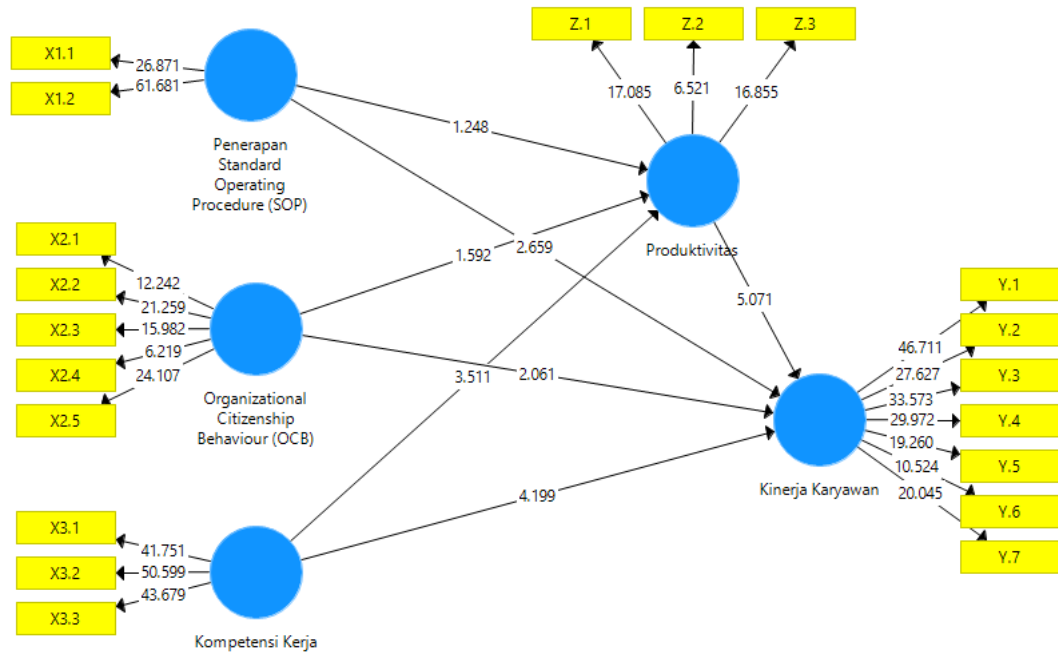 Z.1
Z.2
Z.3
X1.1
X1.2
26.871
61.681
17.085
6.521
16.855
Penerapan
Standard
Operating
Procedure (SOP)
1.248
Produktivitas
X2.1
X2.2
X2.3
X2.4
X2.5
12.242
21.259
15.982
6.219
24.107
Organizational
Citizenship
Behaviour (OCB)
1.592
2.659
5.071
3.511
2.061
4.199
Y.1
Y.2
Y.3
Y.4
Y.5
Y.6
Y.7
46.711
27.627
33.573
29.972
19.260
10.524
20.045
Kinerja Karyawan
X3.1
X3.2
X3.3
41.751
50.599
43.679
Kompetensi Kerja